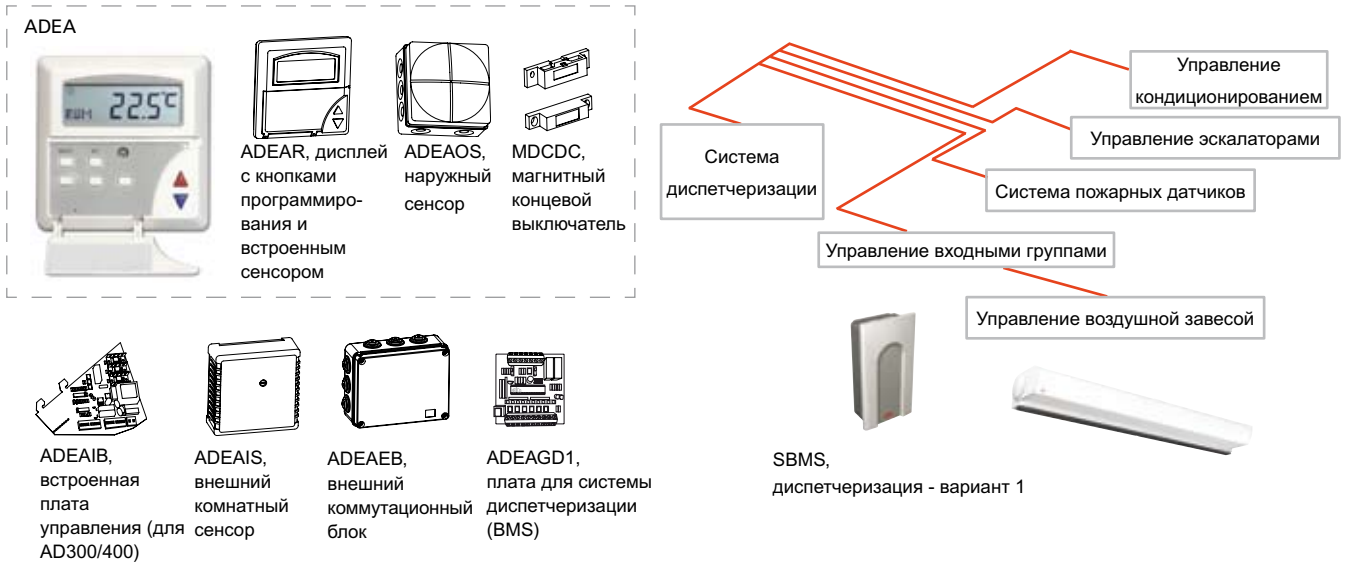 ADEA
22.5°C
ADEAR, дисплей
с кнопками
программиро-
вания и
встроенным
сенсором
ADEAOS,
наружный
сенсор
MDCDC,
магнитный
концевой
выключатель
Система
диспетчеризации
Управление
кондиционированием
Управление эскалаторами
Система пожарных датчиков
Управление входными группами
Управление воздушной завесой
ADEAIB,
встроенная
плата
управления (для
AD300/400)
ADEAIS,
внешний
комнатный
сенсор
ADEAEB,
внешний
коммутационный
блок
ADEAGD1,
плата для системы
диспетчеризации
(BMS)
SBMS,
диспетчеризация - вариант 1